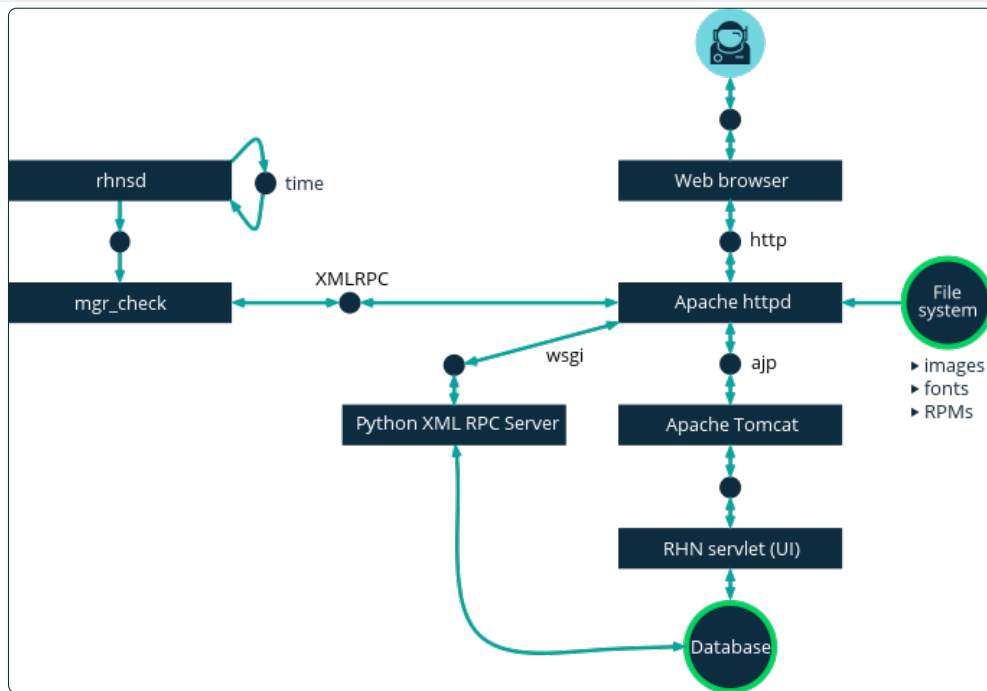 rhnsd
time
Web browser
http
XMLRPC
mgr_check
Apache httpd
File
system
wsgi
ajp
▸ images
▸ fonts
▸ RPMs
Python XML RPC Server
Apache Tomcat
RHN servlet (UI)
Database